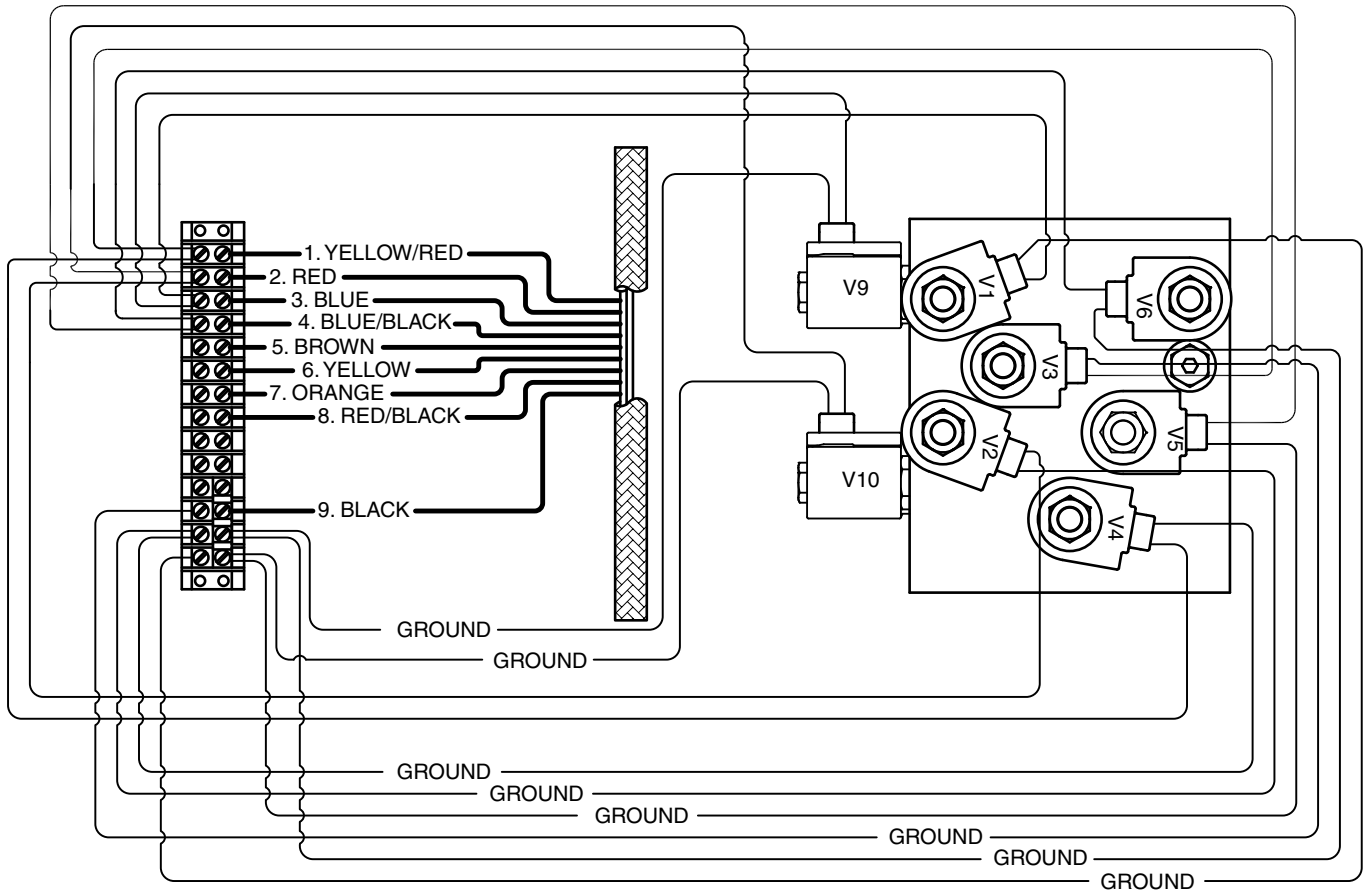 1. YELLOW/RED
2. RED
3. BLUE
4. BLUE/BLACK
5. BROWN
6. YELLOW
7. ORANGE
8. RED/BLACK
9. BLACK
V9
V1
V6
V3
V2
V5
V10
V4
GROUND
GROUND
GROUND
GROUND
GROUND
GROUND
GROUND
GROUND